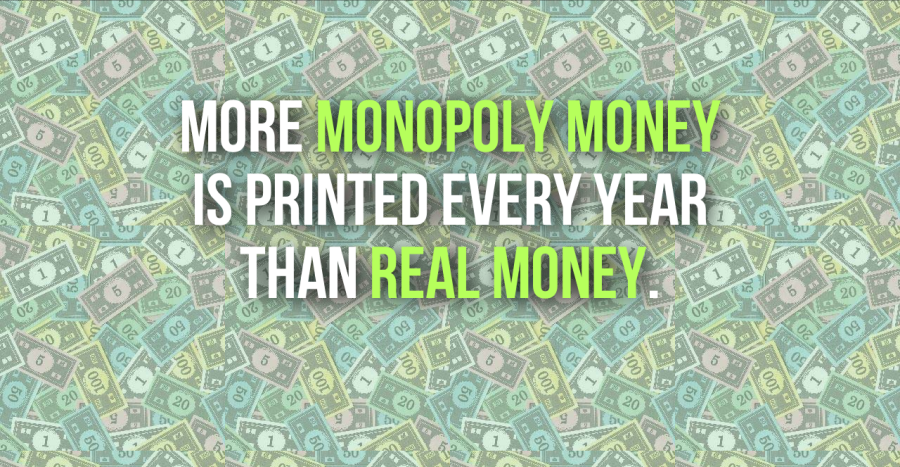 MORE MONOPOLY MONEY
IS PRINTED EVERY YEAR
THAN REAL MONEY.